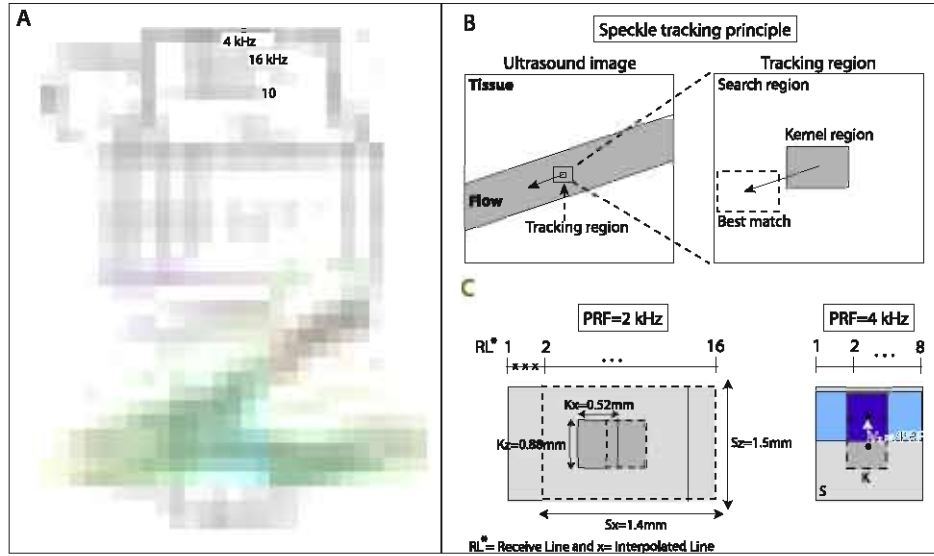 A
4 kHz
16 kHz
10
B
Speckle tracking principle
Ultrasound image
Tracking region
Tissue
Search region
Kernel region
Flow
Tracking region
Best match
C
PRF=2 kHz
PRF=4 kHz
RL* 1 2 ... 16
1 2 ... 8
x x x
Kx=0.52mm
Kz=0.88mm
Sz=1.5mm
Sx=1.4mm
S
K
RL*= Receive Line and x= Interpolated Line